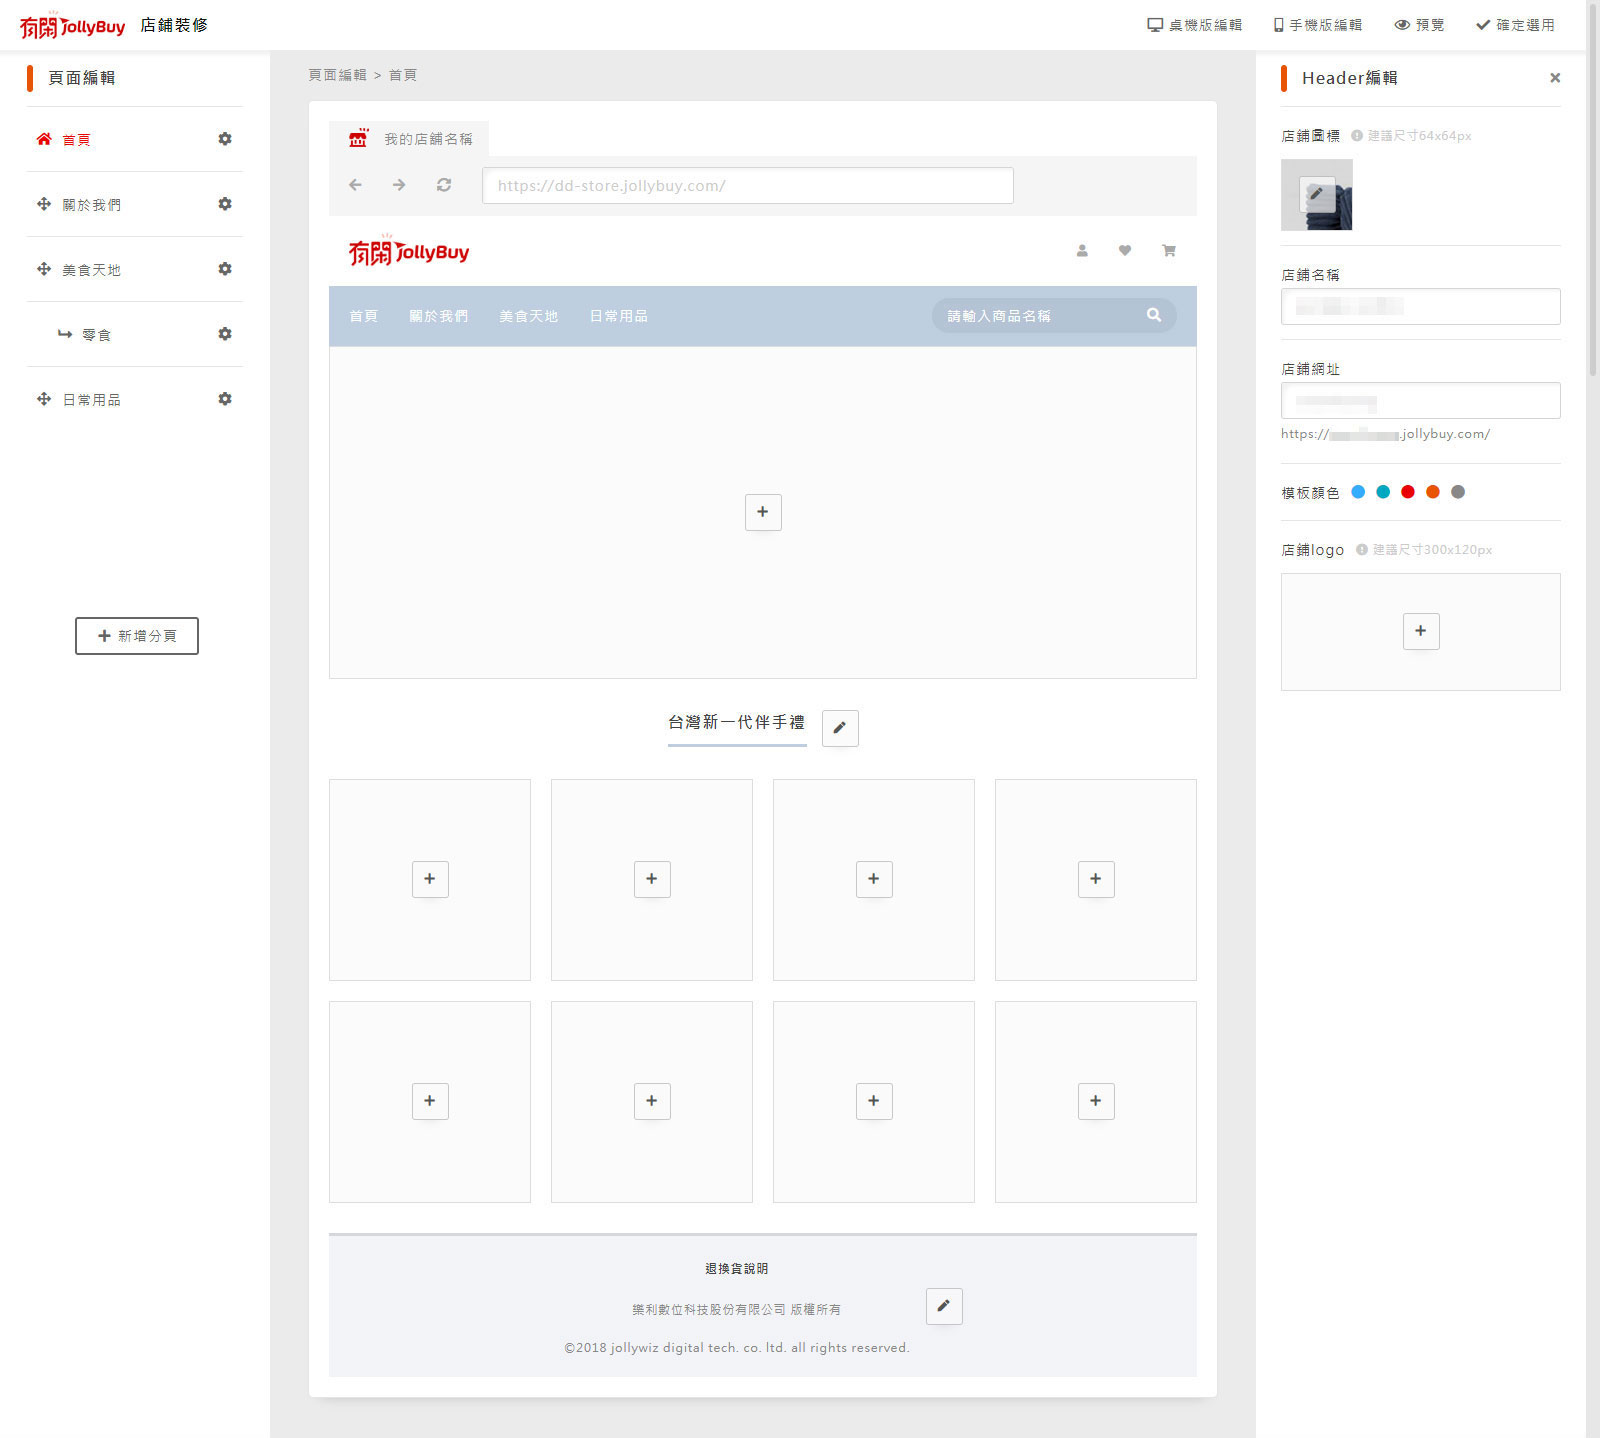 有閑 JollyBuy 店鋪裝修
桌機版編輯 手機版編輯 預覽 確定選用
頁面編輯
首頁
關於我們
美食天地
零食
日常用品
新增分頁
頁面編輯 > 首頁
我的店舖名稱
https://dd-store.jollybuy.com/
有閑 JollyBuy
首頁 關於我們 美食天地 日常用品 請輸入商品名稱
台灣新一代伴手禮
退換貨說明
樂利數位科技股份有限公司 版權所有
©2018 jollywiz digital tech. co. ltd. all rights reserved.
Header編輯
店鋪圖標 建議尺寸64x64px
店鋪名稱
店鋪網址
https:// .jollybuy.com/
模板顏色
店鋪logo 建議尺寸300x120px